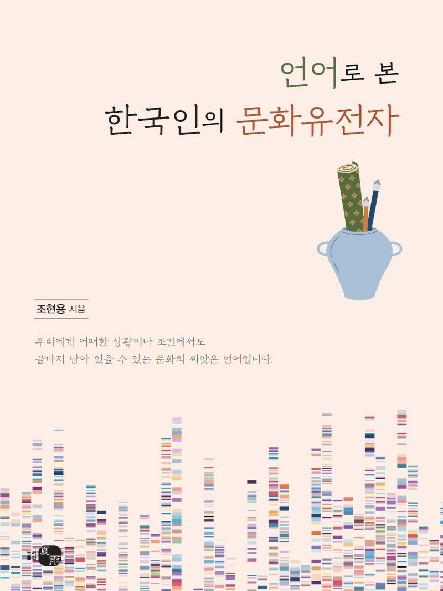 언어로 본
한국인의 문화유전자
조현용 지음
우리에게 어떠한 상황이나 조건에서도
끝까지 남아 있을 수 있는 문화의 씨앗은 언어입니다.